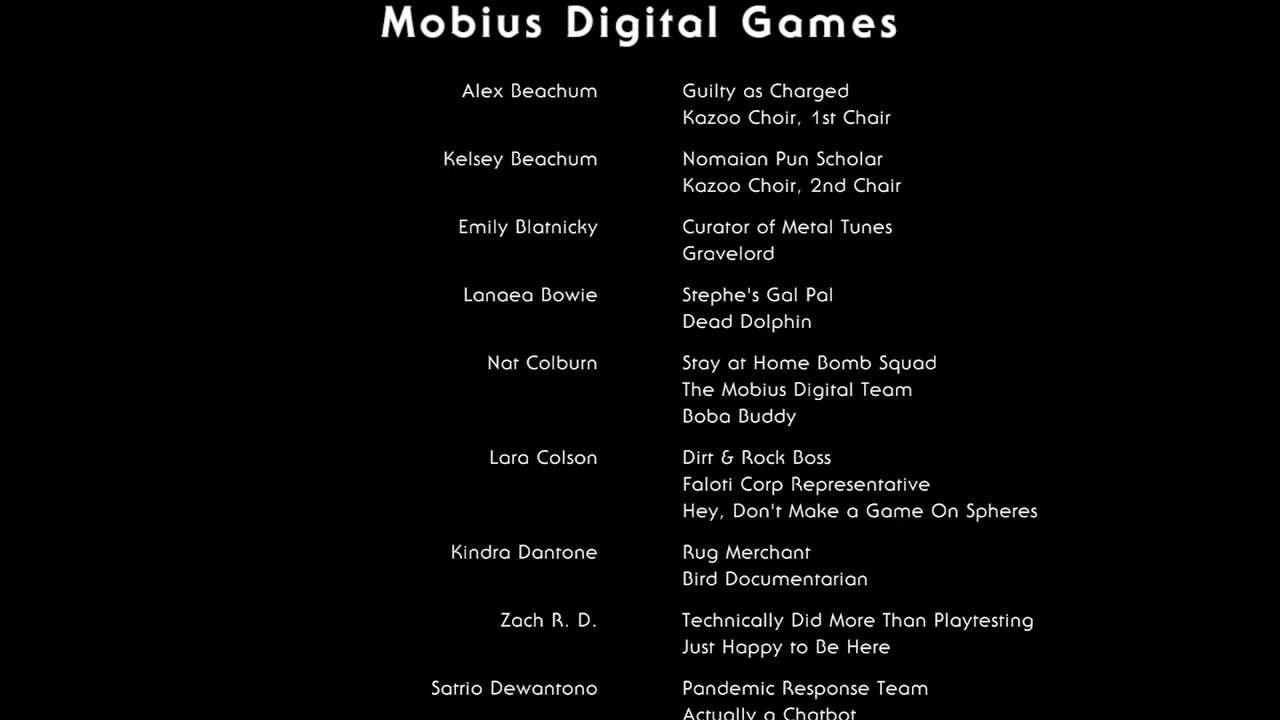 Mobius Digital Games
Alex Beachum Guilty as Charged
Kazoo Choir, 1st Chair
Kelsey Beachum Nomaian Pun Scholar
Kazoo Choir, 2nd Chair
Emily Blatnicky Curator of Metal Tunes
Gravelord
Lanaea Bowie Stephe's Gal Pal
Dead Dolphin
Nat Colburn Stay at Home Bomb Squad
The Mobius Digital Team
Boba Buddy
Lara Colson Dirt & Rock Boss
Faloti Corp Representative
Hey, Don't Make a Game On Spheres
Kindra Dantone Rug Merchant
Bird Documentarian
Zach R. D. Technically Did More Than Playtesting
Just Happy to Be Here
Satrio Dewantono Pandemic Response Team
Actually a Chatbot